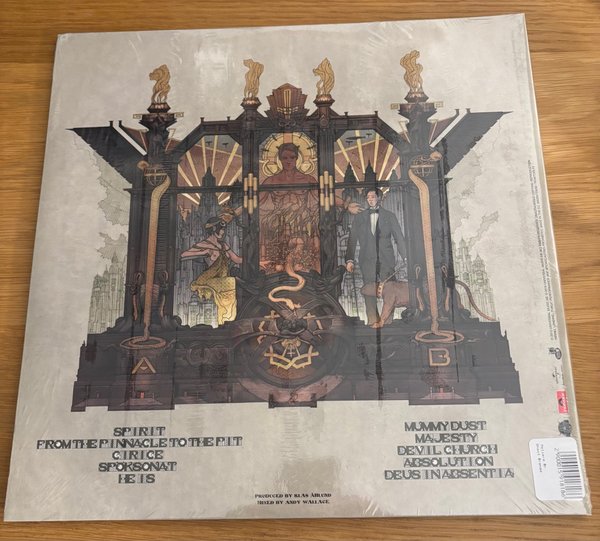 A
B
SPIRIT
FROM THE PINNACLE TO THE PIT
CIRICE
SPÖKSONAT
HE IS
MUMMY DUST
MAJESTY
DEVIL CHURCH
ABSOLUTION
DEUS IN ABSENTIA
PRODUCED BY KLAS ÅHLUND
MIXED BY ANDY WALLACE